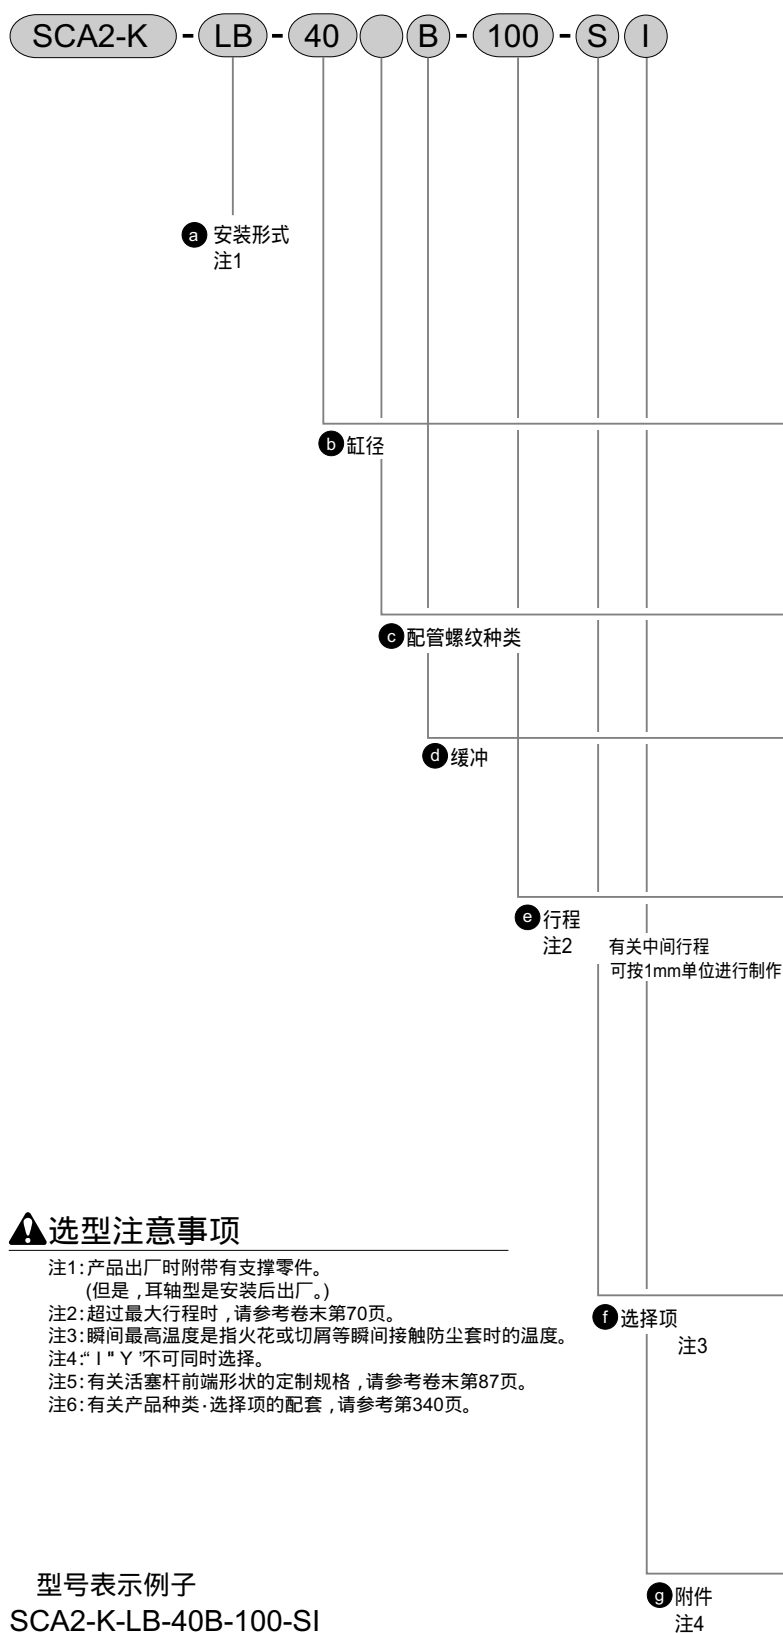 SCA2-K - LB - 40 B - 100 - S I
a 安装形式
注1
b 缸径
c 配管螺纹种类
d 缓冲
e 行程
注2 有关中间行程
可按1mm单位进行制作
选型注意事项
注1:产品出厂时附带有支撑零件。
(但是,耳轴型是安装后出厂。)
注2:超过最大行程时,请参考卷末第70页。
注3:瞬间最高温度是指火花或切屑等瞬间接触防尘套时的温度。
注4:“I"Y”不可同时选择。
注5:有关活塞杆前端形状的定制规格,请参考卷末第87页。
注6:有关产品种类·选择项的配套,请参考第340页。
f 选择项
注3
型号表示例子
SCA2-K-LB-40B-100-SI
g 附件
注4